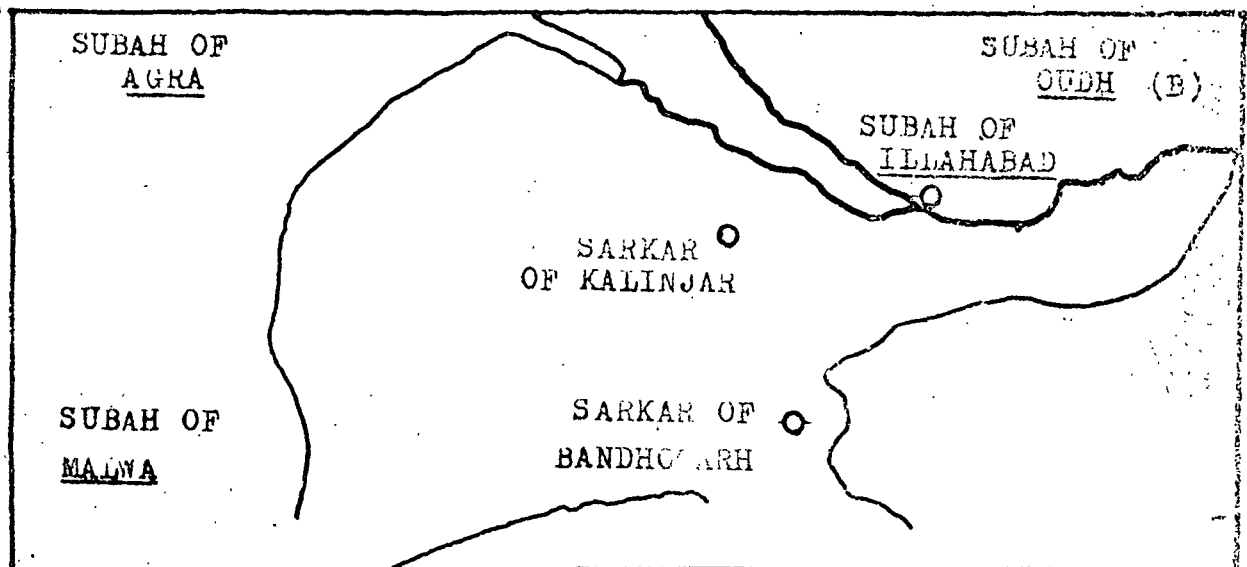 SUBAH OF
AGRA
SUBAH OF
OUDH (B)
SUBAH OF
ILLAHABAD
SARKAR
OF KALINJAR
SUBAH OF
MALWA
SARKAR OF